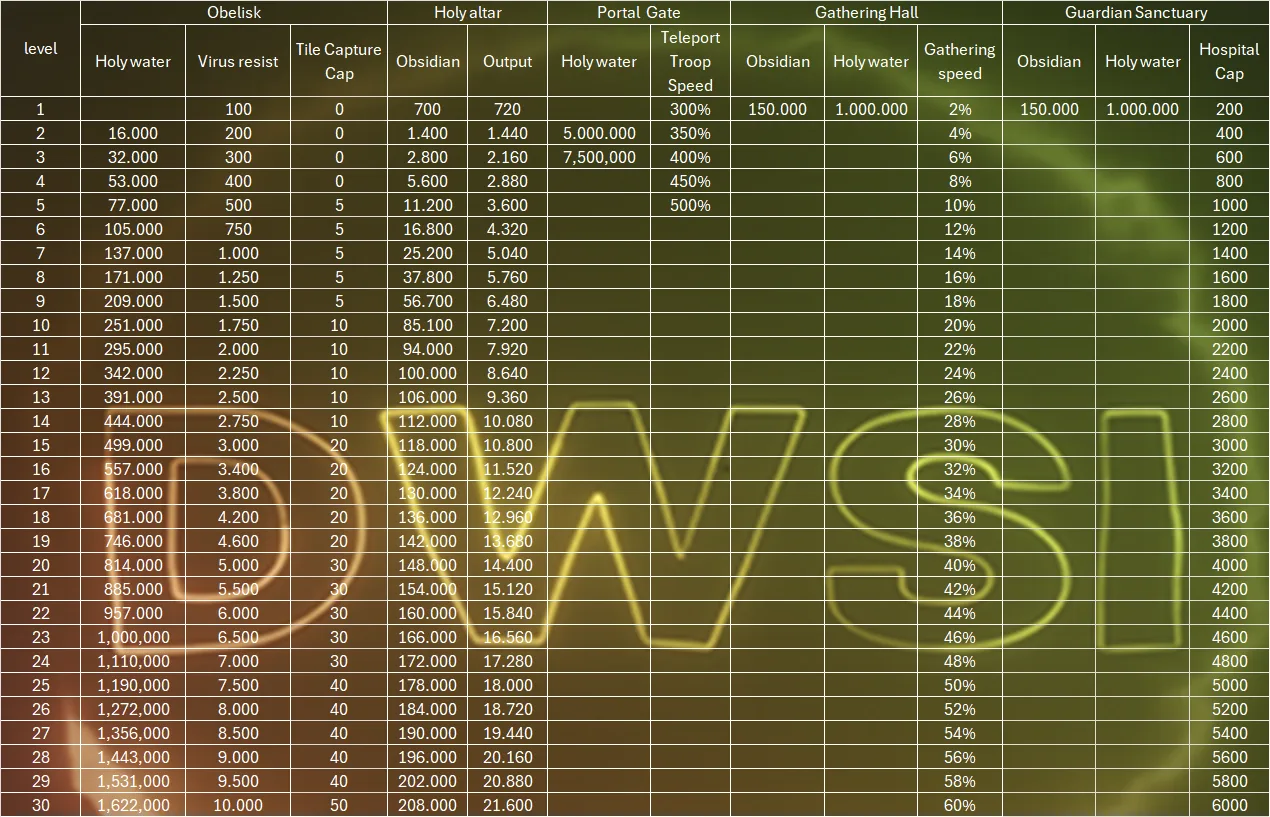 Obelisk Holy altar Portal Gate Gathering Hall Guardian Sanctuary
level Holy water Virus resist Tile Capture Cap Obsidian Output Holy water Teleport Troop Speed Obsidian Holy water Gathering speed Obsidian Holy water Hospital Cap
1 100 0 700 720 300% 150.000 1.000.000 2% 150.000 1.000.000 200
2 16.000 200 0 1.400 1.440 5.000.000 350% 4% 400
3 32.000 300 0 2.800 2.160 7,500,000 400% 6% 600
4 53.000 400 0 5.600 2.880 450% 8% 800
5 77.000 500 5 11.200 3.600 500% 10% 1000
6 105.000 750 5 16.800 4.320 12% 1200
7 137.000 1.000 5 25.200 5.040 14% 1400
8 171.000 1.250 5 37.800 5.760 16% 1600
9 209.000 1.500 5 56.700 6.480 18% 1800
10 251.000 1.750 10 85.100 7.200 20% 2000
11 295.000 2.000 10 94.000 7.920 22% 2200
12 342.000 2.250 10 100.000 8.640 24% 2400
13 391.000 2.500 10 106.000 9.360 26% 2600
14 444.000 2.750 10 112.000 10.080 28% 2800
15 499.000 3.000 20 118.000 10.800 30% 3000
16 557.000 3.400 20 124.000 11.520 32% 3200
17 618.000 3.800 20 130.000 12.240 34% 3400
18 681.000 4.200 20 136.000 12.960 36% 3600
19 746.000 4.600 20 142.000 13.680 38% 3800
20 814.000 5.000 30 148.000 14.400 40% 4000
21 885.000 5.500 30 154.000 15.120 42% 4200
22 957.000 6.000 30 160.000 15.840 44% 4400
23 1,000,000 6.500 30 166.000 16.560 46% 4600
24 1,110,000 7.000 30 172.000 17.280 48% 4800
25 1,190,000 7.500 40 178.000 18.000 50% 5000
26 1,272,000 8.000 40 184.000 18.720 52% 5200
27 1,356,000 8.500 40 190.000 19.440 54% 5400
28 1,443,000 9.000 40 196.000 20.160 56% 5600
29 1,531,000 9.500 40 202.000 20.880 58% 5800
30 1,622,000 10.000 50 208.000 21.600 60% 6000
DWSI